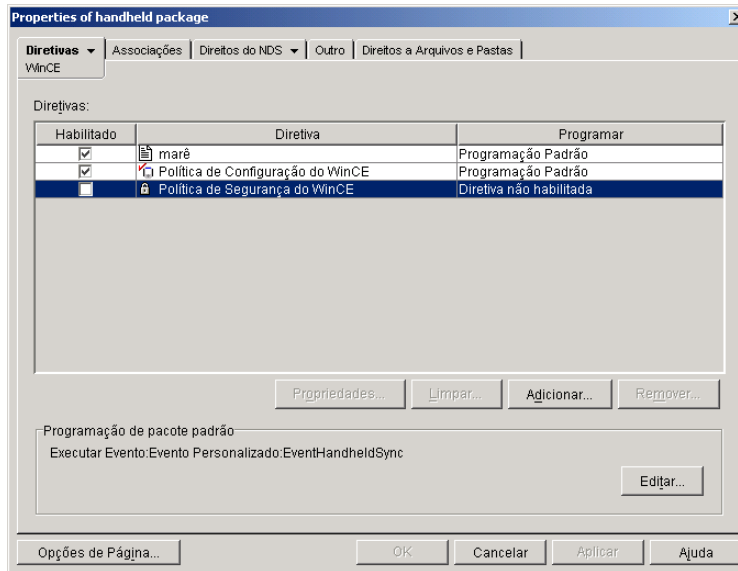 Properties of handheld package
Diretivas Associações Direitos do NDS Outro Direitos a Arquivos e Pastas
WinCE
Diretivas:
Habilitado Diretiva Programar
marê Programação Padrão
Política de Configuração do WinCE Programação Padrão
Política de Segurança do WinCE Diretiva não habilitada
Propriedades... Limpar... Adicionar... Remover...
Programação de pacote padrão
Executar Evento:Evento Personalizado:EventHandheldSync
Editar...
Opções de Página... OK Cancelar Aplicar Ajuda